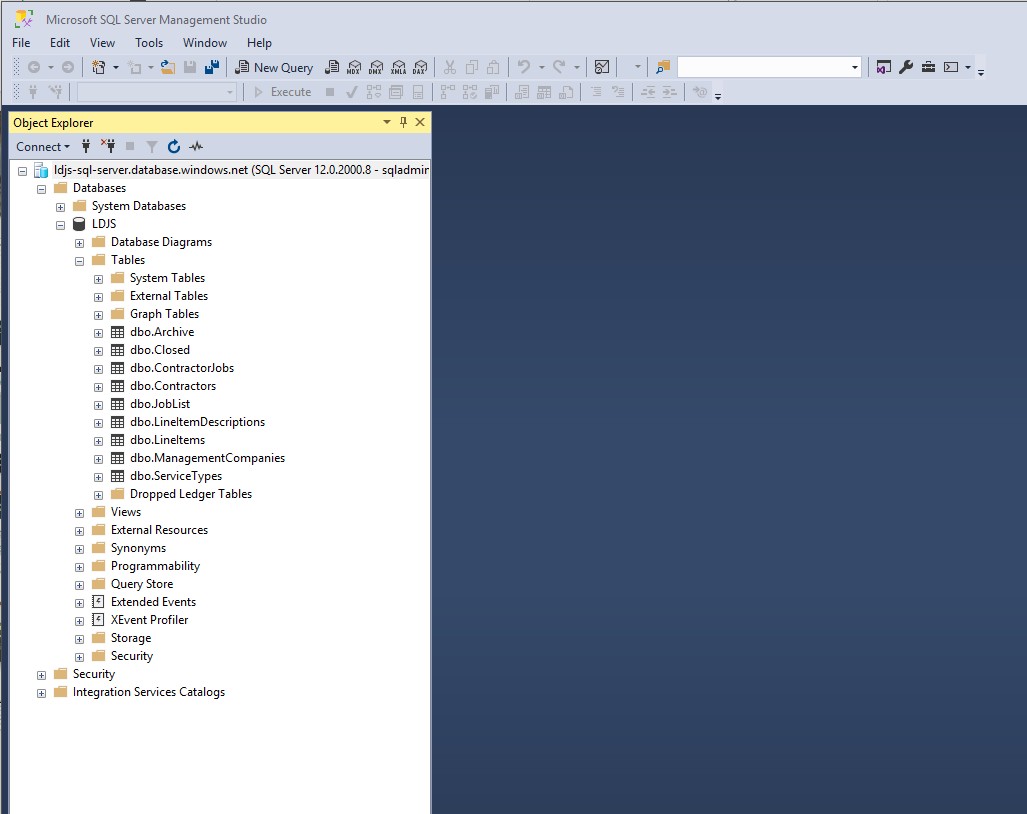 Microsoft SQL Server Management Studio
File Edit View Tools Window Help
New Query MDX DMX XMLA DAX
Execute
Object Explorer
Connect
ldjs-sql-server.database.windows.net (SQL Server 12.0.2000.8 - sqladmin
Databases
System Databases
LDJS
Database Diagrams
Tables
System Tables
External Tables
Graph Tables
dbo.Archive
dbo.Closed
dbo.ContractorJobs
dbo.Contractors
dbo.JobList
dbo.LineItemDescriptions
dbo.LineItems
dbo.ManagementCompanies
dbo.ServiceTypes
Dropped Ledger Tables
Views
External Resources
Synonyms
Programmability
Query Store
Extended Events
XEvent Profiler
Storage
Security
Security
Integration Services Catalogs